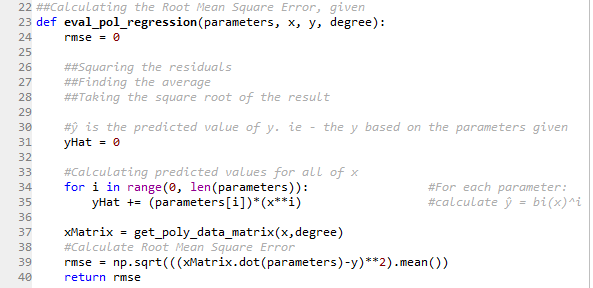 22 ##Calculating the Root Mean Square Error, given
23 def eval_pol_regression(parameters, x, y, degree):
24     rmse = 0
25
26     ##Squaring the residuals
27     ##Finding the average
28     ##Taking the square root of the result
29
30     #ŷ is the predicted value of y. ie - the y based on the parameters given
31     yHat = 0
32
33     #Calculating predicted values for all of x
34     for i in range(0, len(parameters)):                #For each parameter:
35         yHat += (parameters[i])*(x**i)                 #calculate ŷ = bi(x)^i
36
37     xMatrix = get_poly_data_matrix(x,degree)
38     #Calculate Root Mean Square Error
39     rmse = np.sqrt(((xMatrix.dot(parameters)-y)**2).mean())
40     return rmse